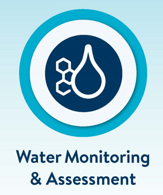 Water Monitoring
& Assessment